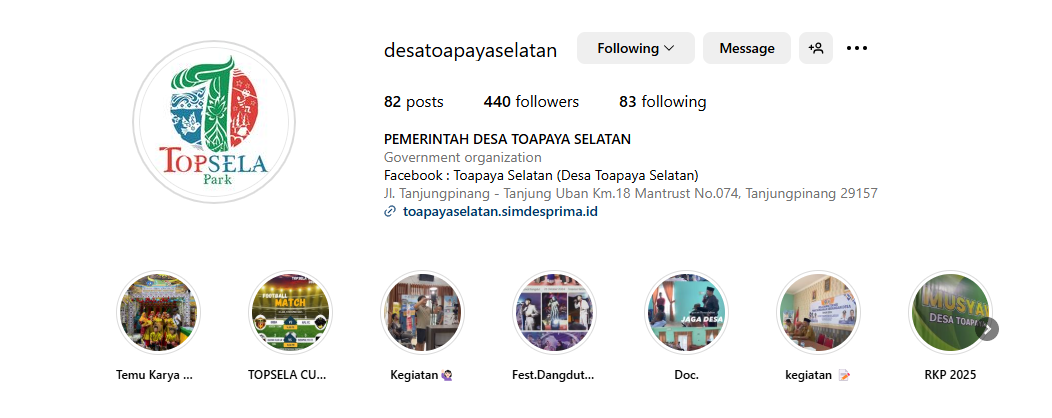 desatoapayaselatan
Following
Message
82 posts
440 followers
83 following
PEMERINTAH DESA TOAPAYA SELATAN
Government organization
Facebook : Toapaya Selatan (Desa Toapaya Selatan)
Jl. Tanjungpinang - Tanjung Uban Km.18 Mantrust No.074, Tanjungpinang 29157
toapayaselatan.simdesprima.id
TOPSELA
Park
FOOTBALL
MATCH
JAGA DESA
MUSYA
DESA TOAPA
Temu Karya ...
TOPSELA CU...
Kegiatan 🙋🏻‍♀️
Fest.Dangdut...
Doc.
kegiatan 📝
RKP 2025